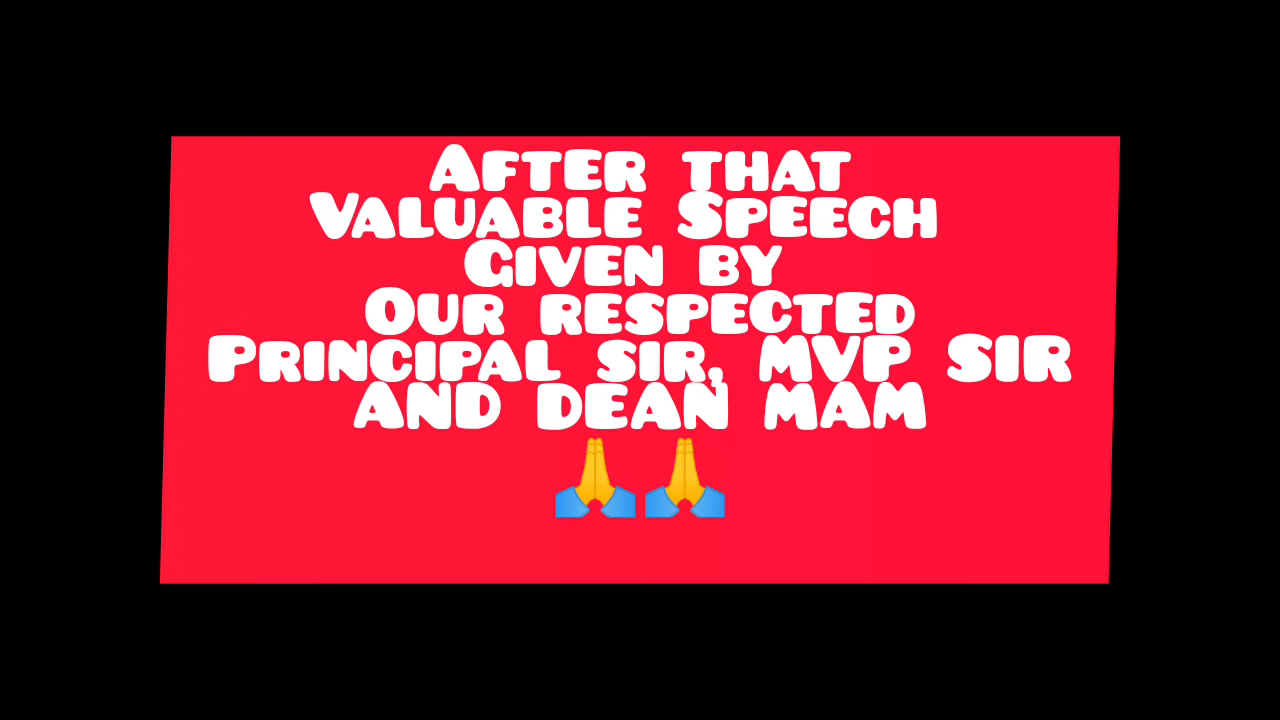 After that
Valuable Speech
Given by
Our respected
Principal sir, MVP SIR
and dean mam
🙏🙏